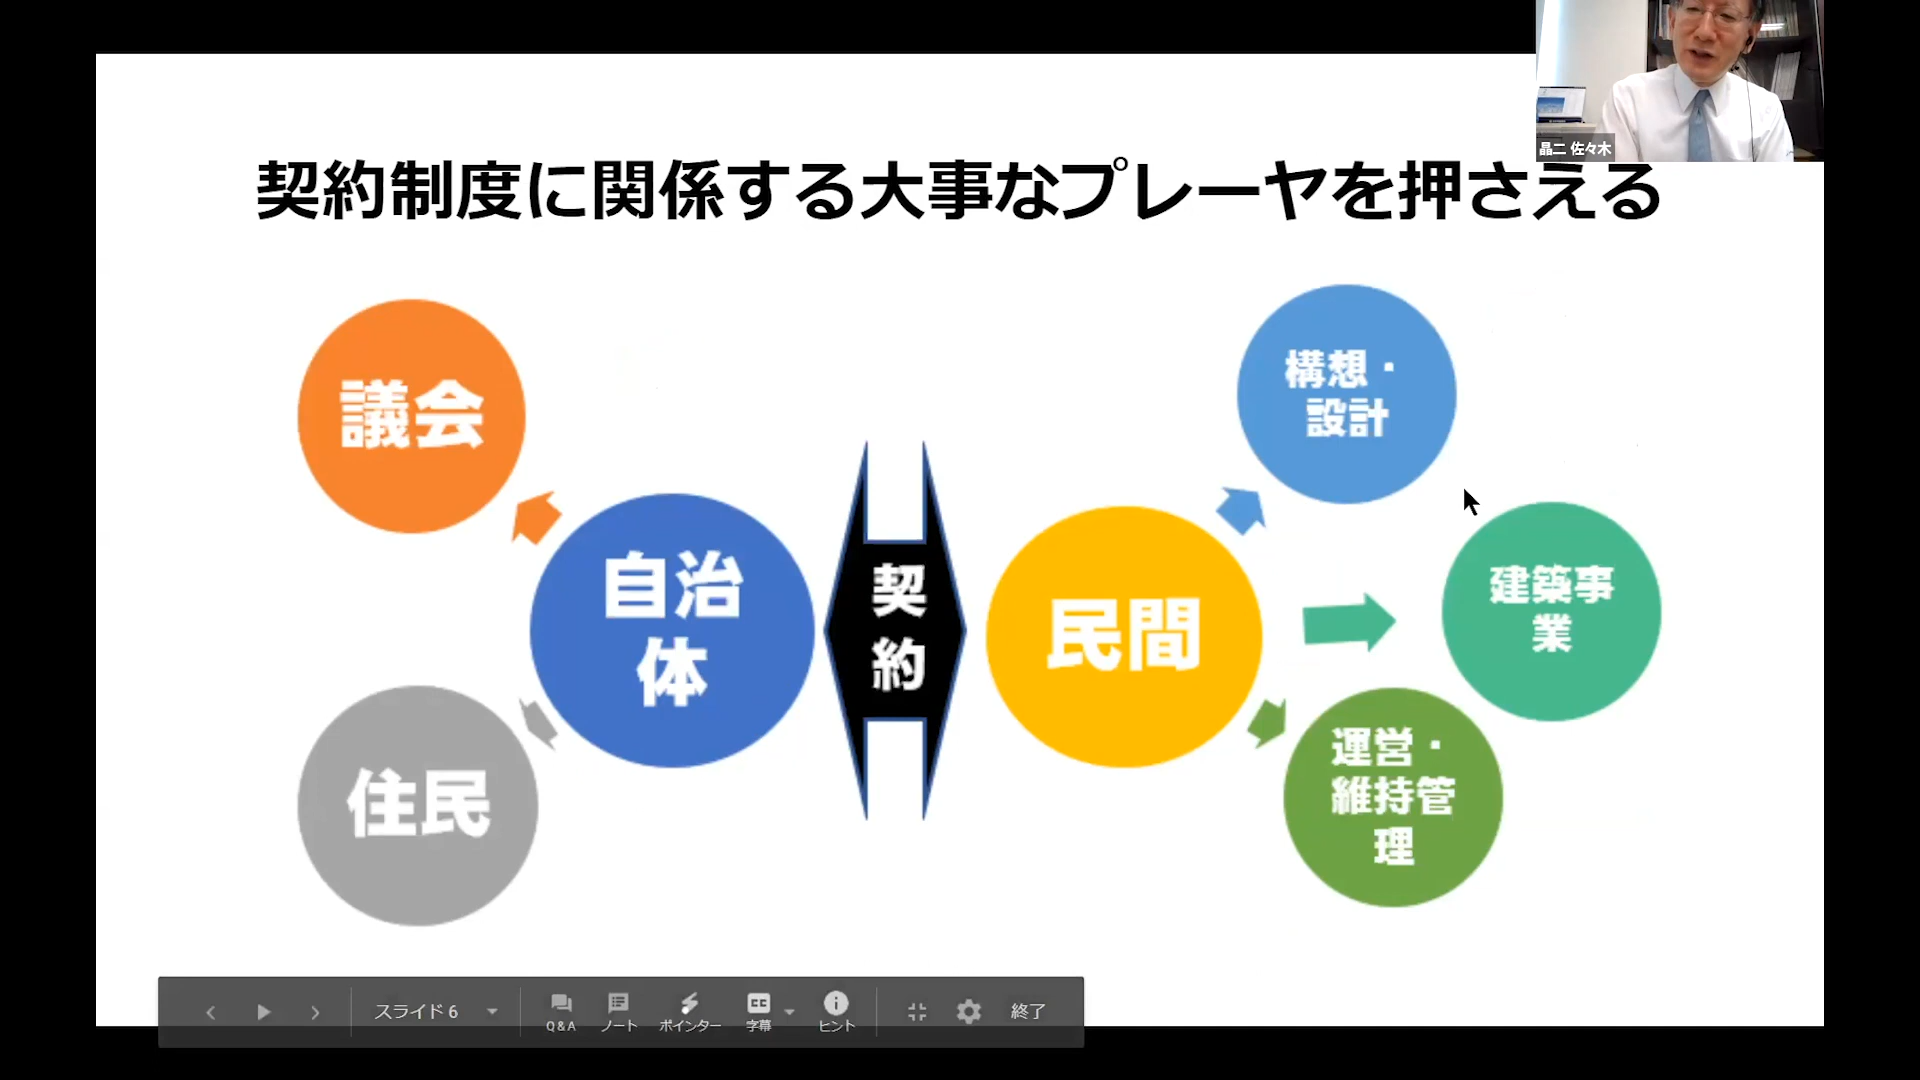 晶二 佐々木
契約制度に関係する大事なプレーヤを押さえる
議会
自治
体
住民
契
約
民間
構想・
設計
建築事
業
運営・
維持管
理
スライド 6
Q&A
ノート
ポインター
字幕
ヒント
終了